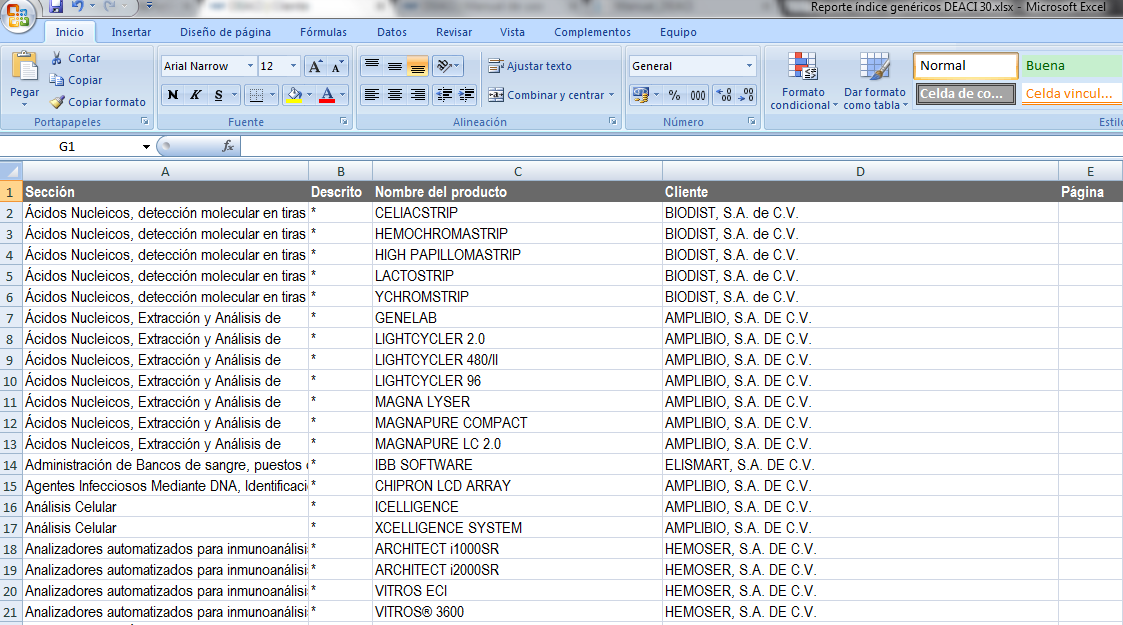 Reporte índice genéricos DEACI 30.xlsx - Microsoft Excel
Inicio Insertar Diseño de página Fórmulas Datos Revisar Vista Complementos Equipo
Pegar Cortar Arial Narrow 12 Ajustar texto General Formato condicional Dar formato como tabla Normal Buena
Copiar
Copiar formato N K S Combinar y centrar % 000 Celda de co... Celda vincul...
Portapapeles Fuente Alineación Número
G1 fx
A B C D E
1 Sección Descrito Nombre del producto Cliente Página
2 Ácidos Nucleicos, detección molecular en tiras * CELIACSTRIP BIODIST, S.A. de C.V.
3 Ácidos Nucleicos, detección molecular en tiras * HEMOCHROMASTRIP BIODIST, S.A. de C.V.
4 Ácidos Nucleicos, detección molecular en tiras * HIGH PAPILLOMASTRIP BIODIST, S.A. de C.V.
5 Ácidos Nucleicos, detección molecular en tiras * LACTOSTRIP BIODIST, S.A. de C.V.
6 Ácidos Nucleicos, detección molecular en tiras * YCHROMSTRIP BIODIST, S.A. de C.V.
7 Ácidos Nucleicos, Extracción y Análisis de * GENELAB AMPLIBIO, S.A. DE C.V.
8 Ácidos Nucleicos, Extracción y Análisis de * LIGHTCYCLER 2.0 AMPLIBIO, S.A. DE C.V.
9 Ácidos Nucleicos, Extracción y Análisis de * LIGHTCYCLER 480/II AMPLIBIO, S.A. DE C.V.
10 Ácidos Nucleicos, Extracción y Análisis de * LIGHTCYCLER 96 AMPLIBIO, S.A. DE C.V.
11 Ácidos Nucleicos, Extracción y Análisis de * MAGNA LYSER AMPLIBIO, S.A. DE C.V.
12 Ácidos Nucleicos, Extracción y Análisis de * MAGNAPURE COMPACT AMPLIBIO, S.A. DE C.V.
13 Ácidos Nucleicos, Extracción y Análisis de * MAGNAPURE LC 2.0 AMPLIBIO, S.A. DE C.V.
14 Administración de Bancos de sangre, puestos * IBB SOFTWARE ELISMART, S.A. DE C.V.
15 Agentes Infecciosos Mediante DNA, Identificaci * CHIPRON LCD ARRAY AMPLIBIO, S.A. DE C.V.
16 Análisis Celular * ICELLIGENCE AMPLIBIO, S.A. DE C.V.
17 Análisis Celular * XCELLIGENCE SYSTEM AMPLIBIO, S.A. DE C.V.
18 Analizadores automatizados para inmunoanálisi * ARCHITECT i1000SR HEMOSER, S.A. DE C.V.
19 Analizadores automatizados para inmunoanálisi * ARCHITECT i2000SR HEMOSER, S.A. DE C.V.
20 Analizadores automatizados para inmunoanálisi * VITROS ECI HEMOSER, S.A. DE C.V.
21 Analizadores automatizados para inmunoanálisi * VITROS® 3600 HEMOSER, S.A. DE C.V.